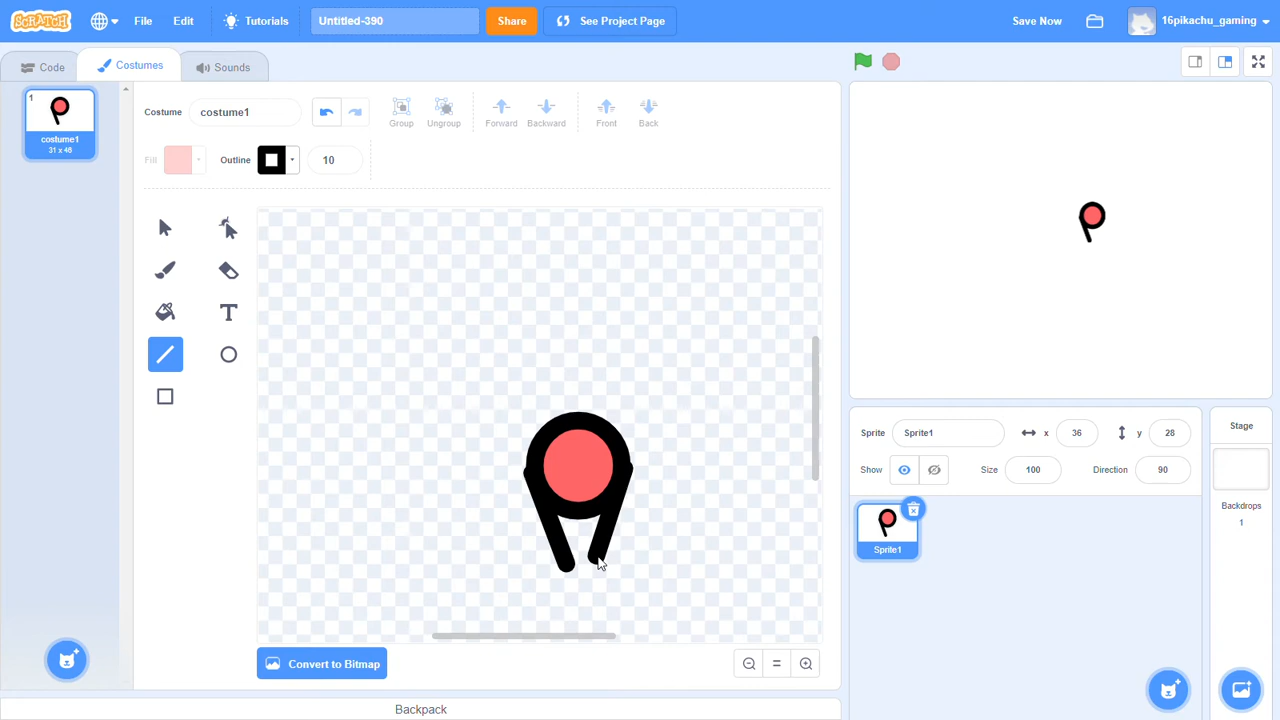 SCRATCH File Edit Tutorials Untitled-390 Share See Project Page Save Now 16pikachu_gaming
Code Costumes Sounds
1
costume1
31 x 46
Costume costume1 Group Ungroup Forward Backward Front Back
Fill Outline 10
Convert to Bitmap
Backpack
Sprite Sprite1 x 36 y 28
Show Size 100 Direction 90
Sprite1
Stage
Backdrops
1